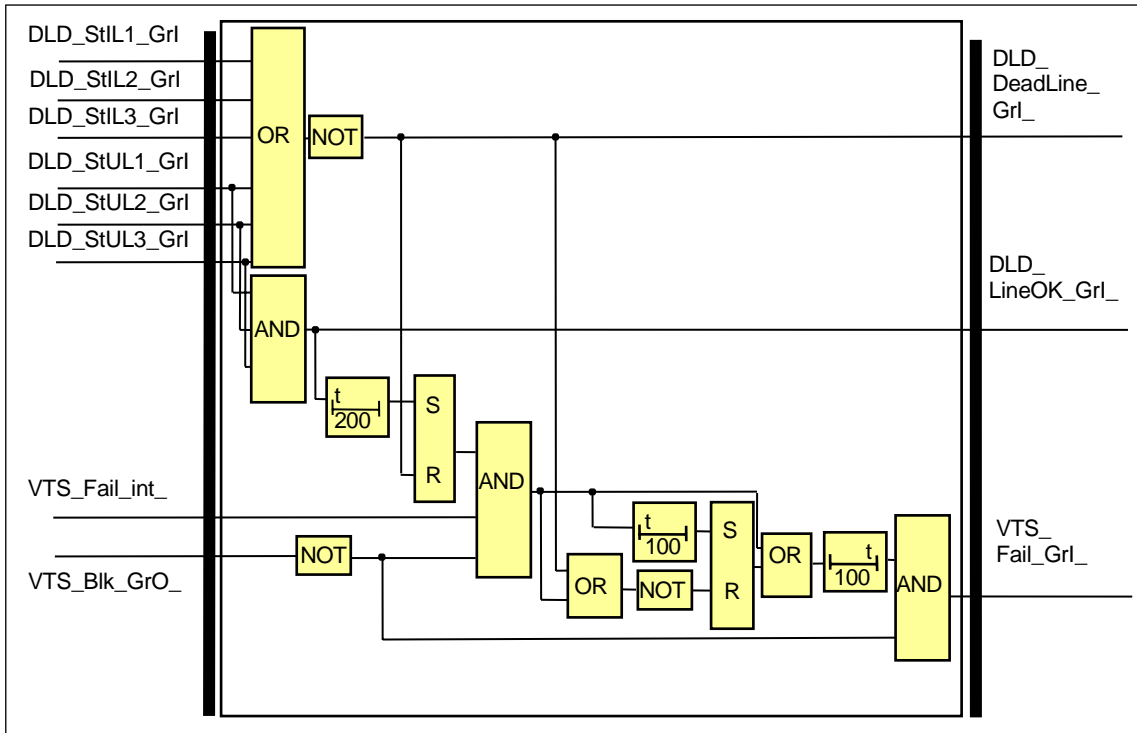 DLD_StIL1_GrI
DLD_StIL2_GrI
DLD_StIL3_GrI
DLD_StUL1_GrI
DLD_StUL2_GrI
DLD_StUL3_GrI
OR
NOT
DLD_
DeadLine_
GrI_
AND
DLD_
LineOK_GrI_
t
200
S
R
AND
VTS_Fail_int_
NOT
VTS_Blk_GrO_
t
100
OR
NOT
S
R
OR
t
100
AND
VTS_
Fail_GrI_